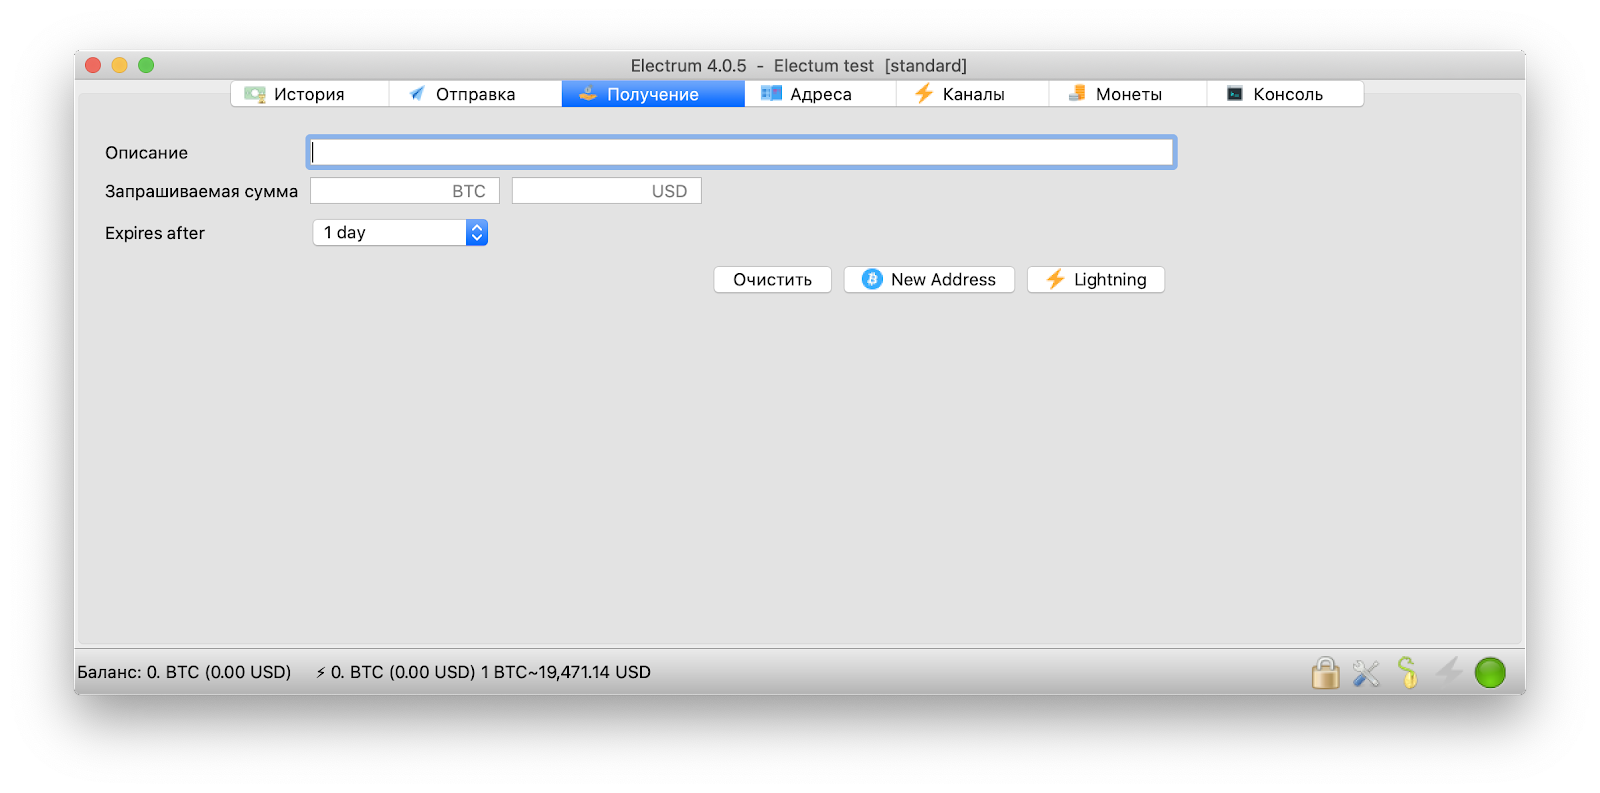 Electrum 4.0.5 - Electum test [standard]
История Отправка Получение Адреса Каналы Монеты Консоль
Описание
Запрашиваемая сумма BTC USD
Expires after 1 day
Очистить New Address Lightning
Баланс: 0. BTC (0.00 USD) ⚡ 0. BTC (0.00 USD) 1 BTC~19,471.14 USD